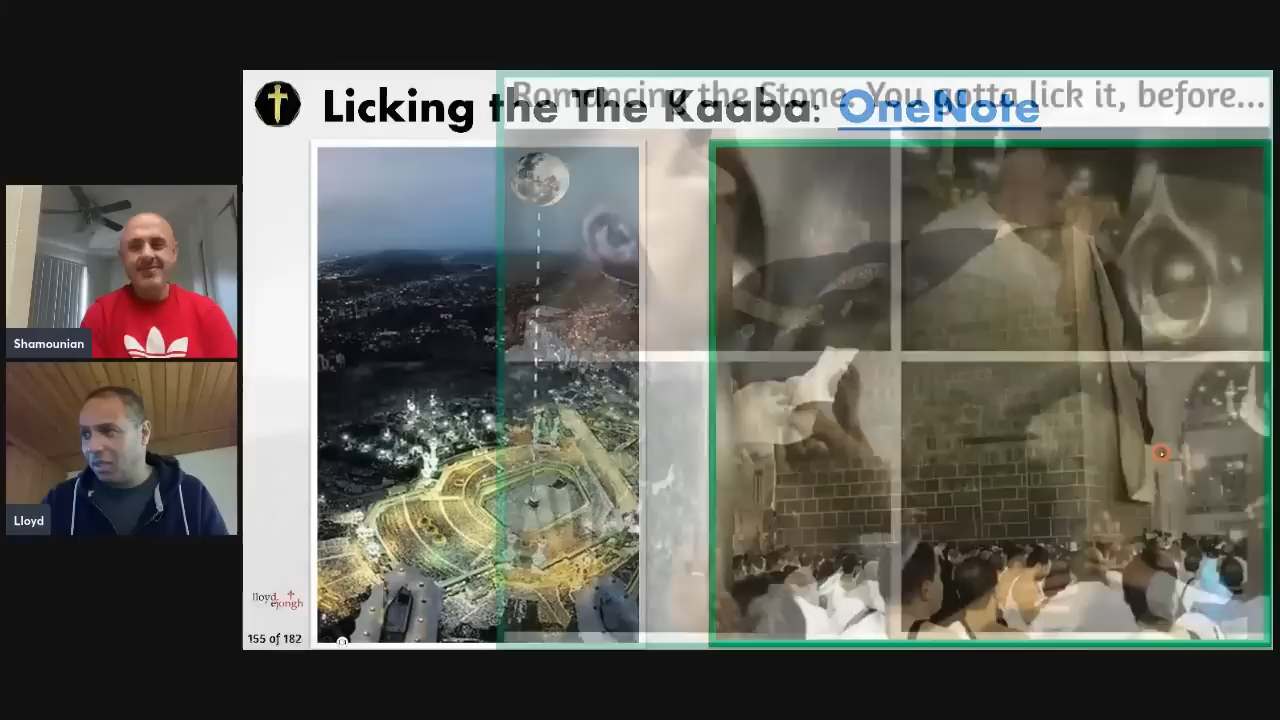 Licking the The Kaaba: OneNote
Romancing the Stone. You gotta lick it, before...
Shamounian
Lloyd
lloyd
ejongh
155 of 182